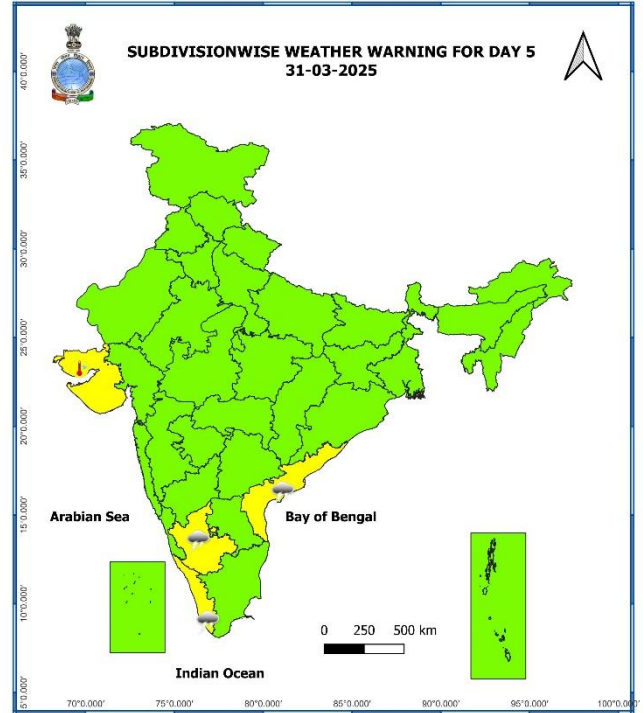 SUBDIVISIONWISE WEATHER WARNING FOR DAY 5
31-03-2025
40°0.000'
35°0.000'
30°0.000'
25°0.000'
20°0.000'
15°0.000'
10°0.000'
5°0.000'
Arabian Sea
Bay of Bengal
0 250 500 km
Indian Ocean
70°0.000' 75°0.000' 80°0.000' 85°0.000' 90°0.000' 95°0.000' 100°0.000'